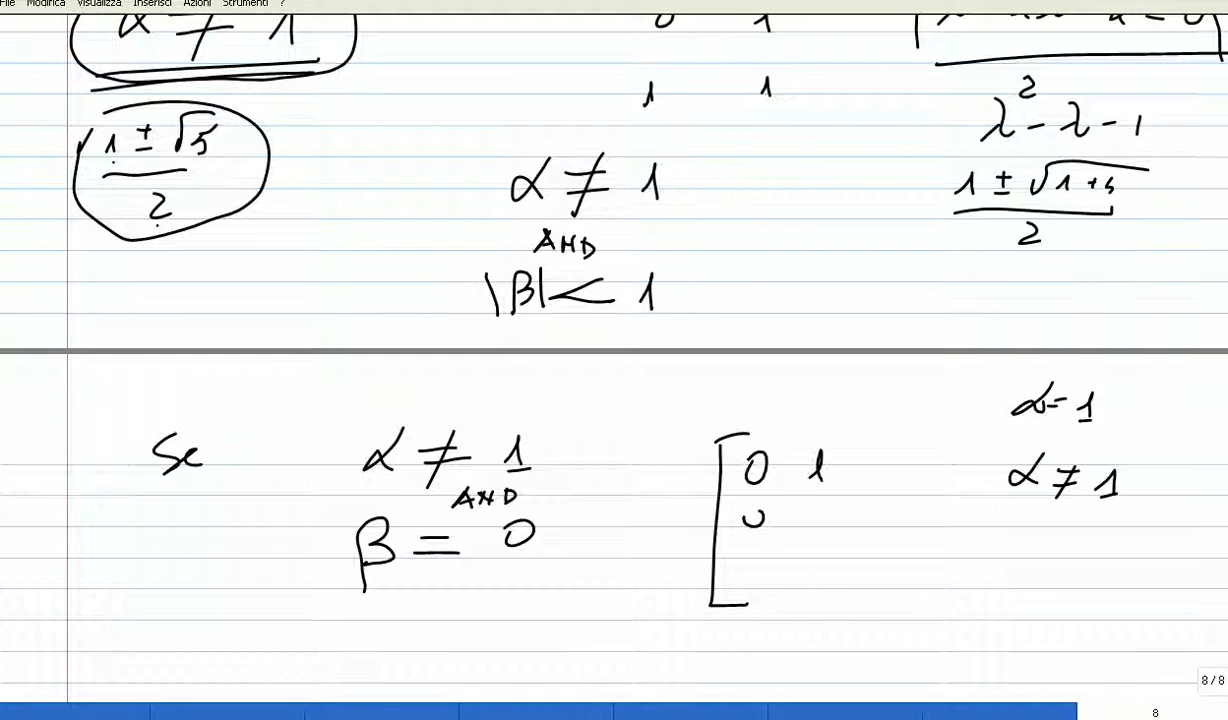 File Modifica Visualizza Inserisci Azioni Strumenti ?
α ≠ 1
0 1
1 1
1 ± √5
2
α ≠ 1
AND
|β| < 1
λ² - λ - 1
1 ± √1+
2
Se α ≠ 1
AND
β = 0
[ 0 1
0
α = 1
α ≠ 1
8 / 8
8